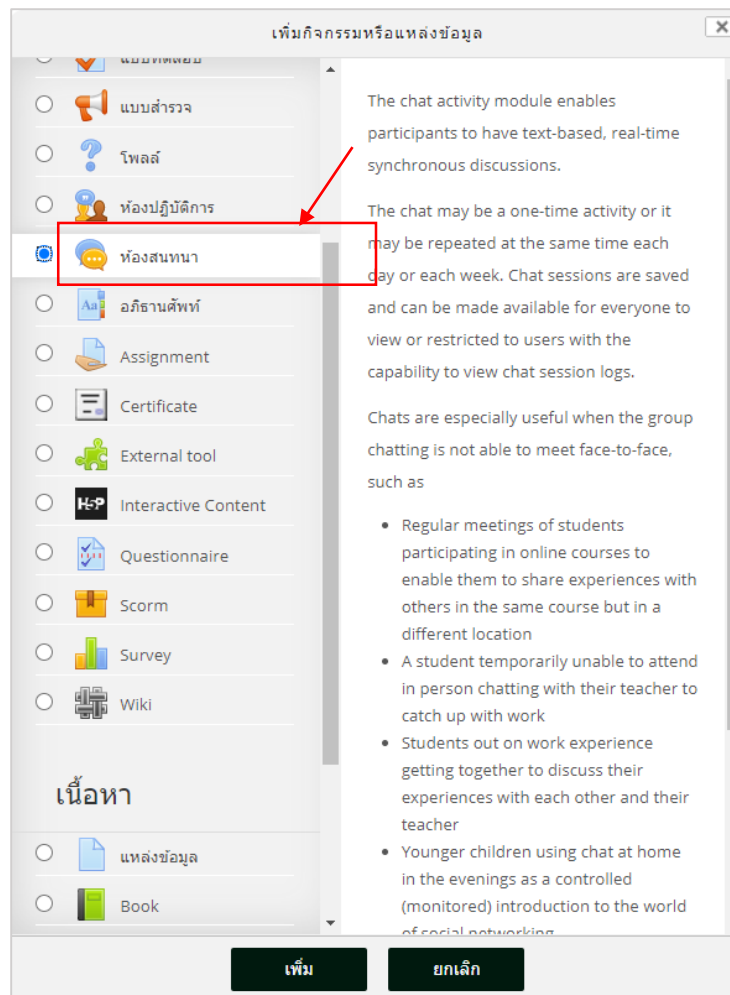 เพิ่มกิจกรรมหรือแหล่งข้อมูล
แบบทดสอบ
แบบสำรวจ
โพลล์
ห้องปฏิบัติการ
ห้องสนทนา
อภิธานศัพท์
Assignment
Certificate
External tool
H5P Interactive Content
Questionnaire
Scorm
Survey
Wiki
เนื้อหา
แหล่งข้อมูล
Book
The chat activity module enables
participants to have text-based, real-time
synchronous discussions.
The chat may be a one-time activity or it
may be repeated at the same time each
day or each week. Chat sessions are saved
and can be made available for everyone to
view or restricted to users with the
capability to view chat session logs.
Chats are especially useful when the group
chatting is not able to meet face-to-face,
such as
• Regular meetings of students
participating in online courses to
enable them to share experiences with
others in the same course but in a
different location
• A student temporarily unable to attend
in person chatting with their teacher to
catch up with work
• Students out on work experience
getting together to discuss their
experiences with each other and their
teacher
• Younger children using chat at home
in the evenings as a controlled
(monitored) introduction to the world
of social networking
เพิ่ม
ยกเลิก